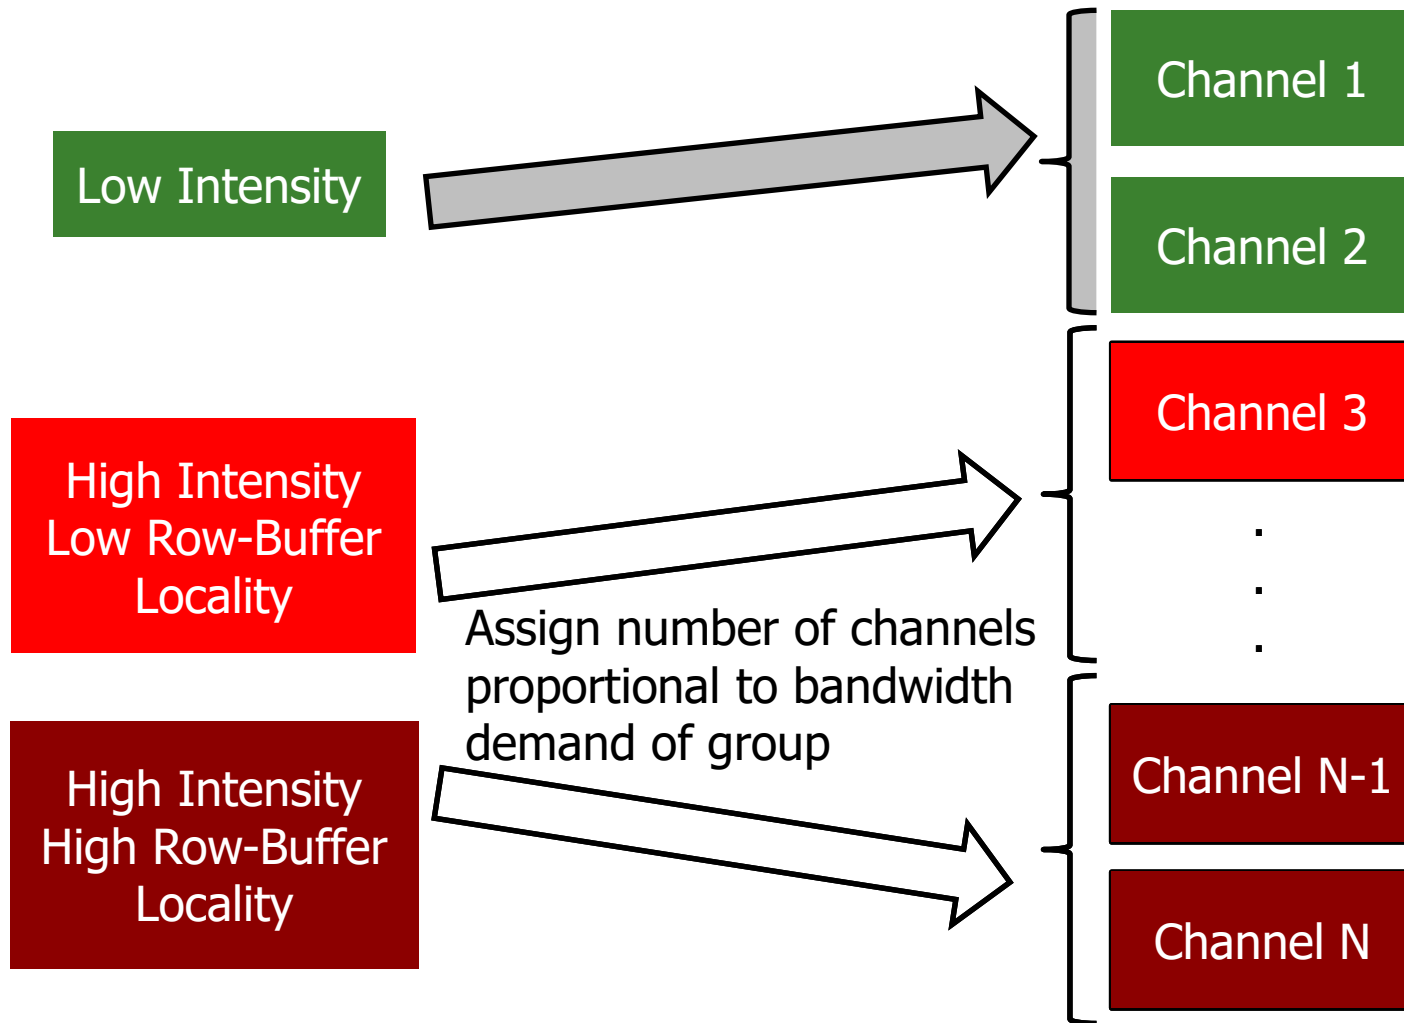 Low Intensity
High Intensity
Low Row-Buffer
Locality
High Intensity
High Row-Buffer
Locality
Assign number of channels
proportional to bandwidth
demand of group
Channel 1
Channel 2
Channel 3
.
.
.
Channel N-1
Channel N